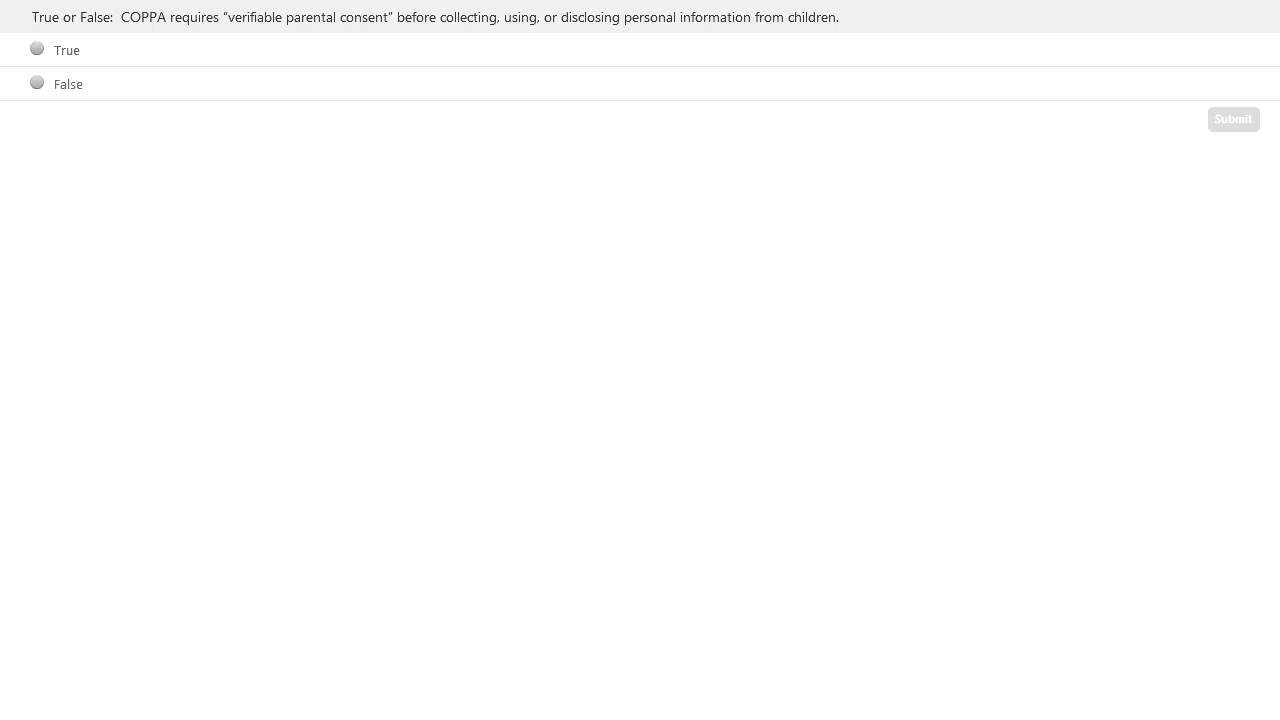 True or False:  COPPA requires “verifiable parental consent” before collecting, using, or disclosing personal information from children.
True
False
Submit